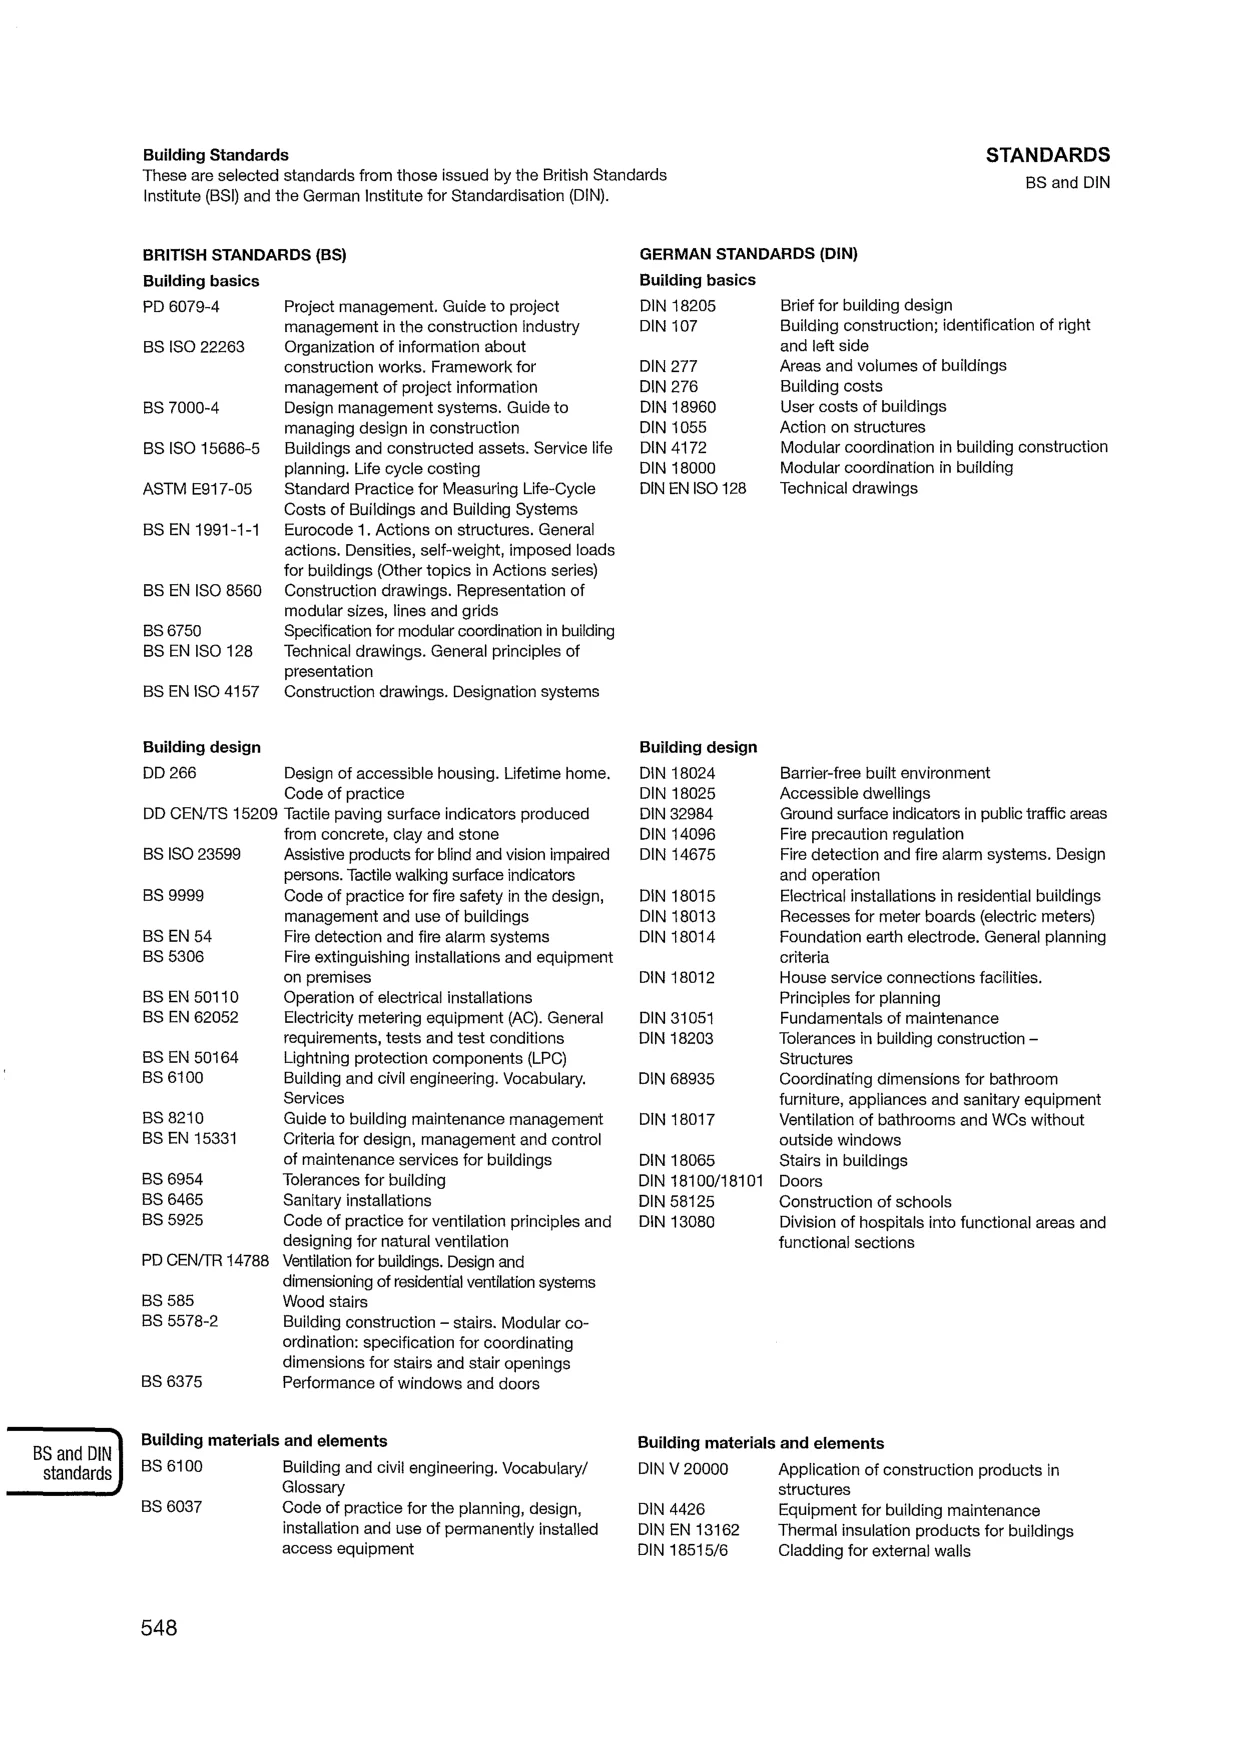 Building Standards
These are selected standards from those issued by the British Standards
Institute (BSI) and the German Institute for Standardisation (DIN).
STANDARDS
BS and DIN
BRITISH STANDARDS (BS)
Building basics
PD 6079-4 Project management. Guide to project
management in the construction industry
BS ISO 22263 Organization of information about
construction works. Framework for
management of project information
BS 7000-4 Design management systems. Guide to
managing design in construction
BS ISO 15686-5 Buildings and constructed assets. Service life
planning. Life cycle costing
ASTM E917-05 Standard Practice for Measuring Life-Cycle
Costs of Buildings and Building Systems
BS EN 1991-1-1 Eurocode 1. Actions on structures. General
actions. Densities, self-weight, imposed loads
for buildings (Other topics in Actions series)
BS EN ISO 8560 Construction drawings. Representation of
modular sizes, lines and grids
BS 6750 Specification for modular coordination in building
BS EN ISO 128 Technical drawings. General principles of
presentation
BS EN ISO 4157 Construction drawings. Designation systems
GERMAN STANDARDS (DIN)
Building basics
DIN 18205 Brief for building design
DIN 107 Building construction; identification of right
and left side
DIN 277 Areas and volumes of buildings
DIN 276 Building costs
DIN 18960 User costs of buildings
DIN 1055 Action on structures
DIN 4172 Modular coordination in building construction
DIN 18000 Modular coordination in building
DIN EN ISO 128 Technical drawings
Building design
DD 266 Design of accessible housing. Lifetime home.
Code of practice
DD CEN/TS 15209 Tactile paving surface indicators produced
from concrete, clay and stone
BS ISO 23599 Assistive products for blind and vision impaired
persons. Tactile walking surface indicators
BS 9999 Code of practice for fire safety in the design,
management and use of buildings
BS EN 54 Fire detection and fire alarm systems
BS 5306 Fire extinguishing installations and equipment
on premises
BS EN 50110 Operation of electrical installations
BS EN 62052 Electricity metering equipment (AC). General
requirements, tests and test conditions
BS EN 50164 Lightning protection components (LPC)
BS 6100 Building and civil engineering. Vocabulary.
Services
BS 8210 Guide to building maintenance management
BS EN 15331 Criteria for design, management and control
of maintenance services for buildings
BS 6954 Tolerances for building
BS 6465 Sanitary installations
BS 5925 Code of practice for ventilation principles and
designing for natural ventilation
PD CEN/TR 14788 Ventilation for buildings. Design and
dimensioning of residential ventilation systems
BS 585 Wood stairs
BS 5578-2 Building construction – stairs. Modular co-
ordination: specification for coordinating
dimensions for stairs and stair openings
BS 6375 Performance of windows and doors
Building design
DIN 18024 Barrier-free built environment
DIN 18025 Accessible dwellings
DIN 32984 Ground surface indicators in public traffic areas
DIN 14096 Fire precaution regulation
DIN 14675 Fire detection and fire alarm systems. Design
and operation
DIN 18015 Electrical installations in residential buildings
DIN 18013 Recesses for meter boards (electric meters)
DIN 18014 Foundation earth electrode. General planning
criteria
DIN 18012 House service connections facilities.
Principles for planning
DIN 31051 Fundamentals of maintenance
DIN 18203 Tolerances in building construction –
Structures
DIN 68935 Coordinating dimensions for bathroom
furniture, appliances and sanitary equipment
DIN 18017 Ventilation of bathrooms and WCs without
outside windows
DIN 18065 Stairs in buildings
DIN 18100/18101 Doors
DIN 58125 Construction of schools
DIN 13080 Division of hospitals into functional areas and
functional sections
BS and DIN
standards
Building materials and elements
BS 6100 Building and civil engineering. Vocabulary/
Glossary
BS 6037 Code of practice for the planning, design,
installation and use of permanently installed
access equipment
Building materials and elements
DIN V 20000 Application of construction products in
structures
DIN 4426 Equipment for building maintenance
DIN EN 13162 Thermal insulation products for buildings
DIN 18515/6 Cladding for external walls
548